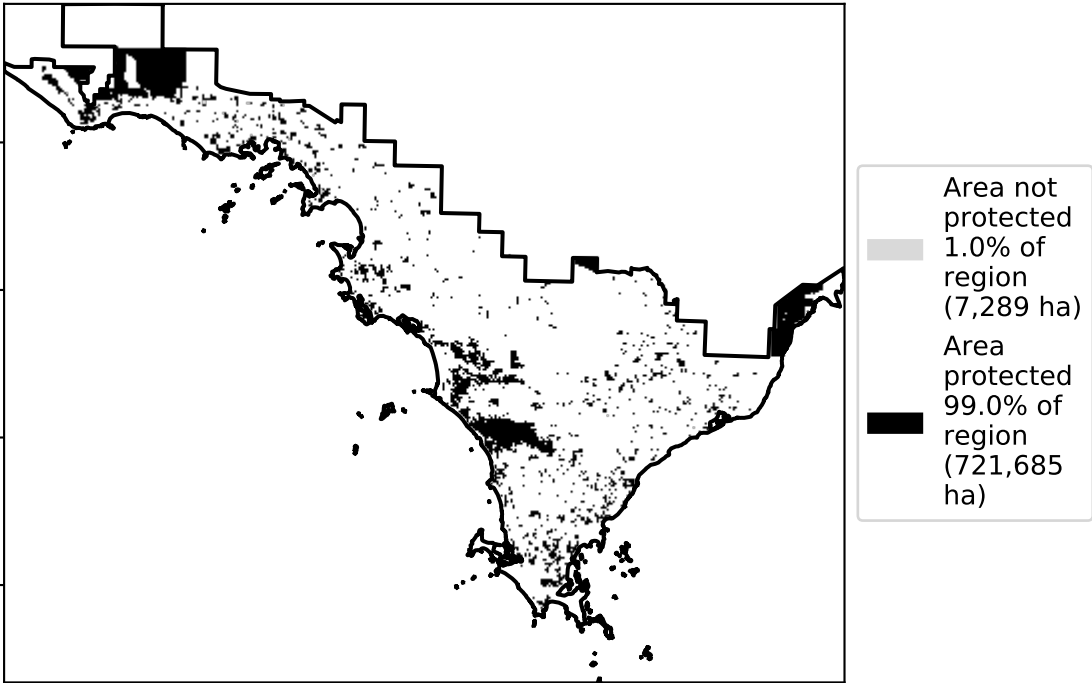 Area not
protected
1.0% of
region
(7,289 ha)
Area
protected
99.0% of
region
(721,685
ha)